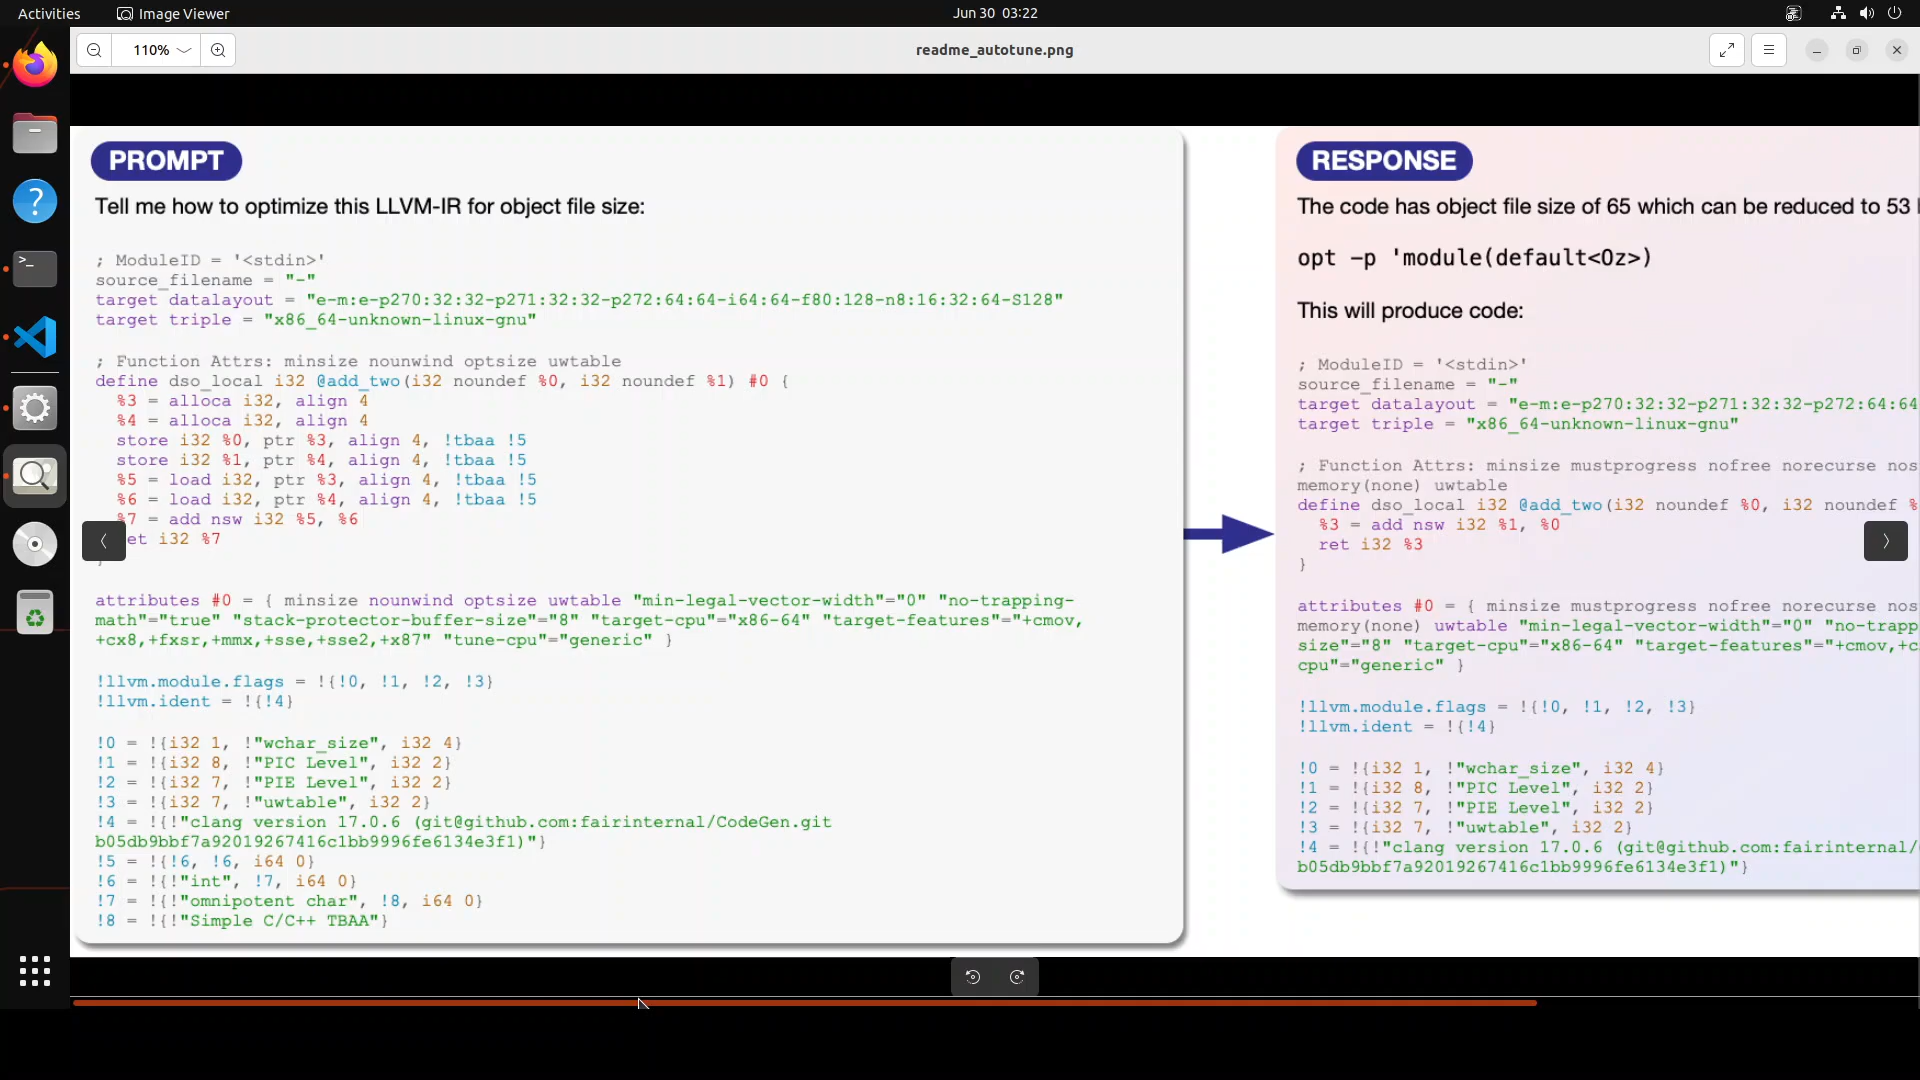 Activities
Image Viewer
Jun 30 03:22
110%
readme_autotune.png
PROMPT
Tell me how to optimize this LLVM-IR for object file size:
; ModuleID = '<stdin>'
source_filename = "-"
target datalayout = "e-m:e-p270:32:32-p271:32:32-p272:64:64-i64:64-f80:128-n8:16:32:64-S128"
target triple = "x86_64-unknown-linux-gnu"
; Function Attrs: minsize nounwind optsize uwtable
define dso_local i32 @add_two(i32 noundef %0, i32 noundef %1) #0 {
%3 = alloca i32, align 4
%4 = alloca i32, align 4
store i32 %0, ptr %3, align 4, !tbaa !5
store i32 %1, ptr %4, align 4, !tbaa !5
%5 = load i32, ptr %3, align 4, !tbaa !5
%6 = load i32, ptr %4, align 4, !tbaa !5
%7 = add nsw i32 %5, %6
et i32 %7
}
attributes #0 = { minsize nounwind optsize uwtable "min-legal-vector-width"="0" "no-trapping-
math"="true" "stack-protector-buffer-size"="8" "target-cpu"="x86-64" "target-features"="+cmov,
+cx8,+fxsr,+mmx,+sse,+sse2,+x87" "tune-cpu"="generic" }
!llvm.module.flags = !{!0, !1, !2, !3}
!llvm.ident = !{!4}
!0 = !{i32 1, !"wchar_size", i32 4}
!1 = !{i32 8, !"PIC Level", i32 2}
!2 = !{i32 7, !"PIE Level", i32 2}
!3 = !{i32 7, !"uwtable", i32 2}
!4 = !{!"clang version 17.0.6 (git@github.com:fairinternal/CodeGen.git
b05db9bbf7a92019267416c1bb9996fe6134e3f1)"}
!5 = !{!6, !6, i64 0}
!6 = !{!"int", !7, i64 0}
!7 = !{!"omnipotent char", !8, i64 0}
!8 = !{!"Simple C/C++ TBAA"}
RESPONSE
The code has object file size of 65 which can be reduced to 53
opt -p 'module(default<Oz>)
This will produce code:
; ModuleID = '<stdin>'
source_filename = "-"
target datalayout = "e-m:e-p270:32:32-p271:32:32-p272:64:64
target triple = "x86_64-unknown-linux-gnu"
; Function Attrs: minsize mustprogress nofree norecurse nos
memory(none) uwtable
define dso_local i32 @add_two(i32 noundef %0, i32 noundef %
%3 = add nsw i32 %1, %0
ret i32 %3
}
attributes #0 = { minsize mustprogress nofree norecurse nos
memory(none) uwtable "min-legal-vector-width"="0" "no-trapp
size"="8" "target-cpu"="x86-64" "target-features"="+cmov,+c
cpu"="generic" }
!llvm.module.flags = !{!0, !1, !2, !3}
!llvm.ident = !{!4}
!0 = !{i32 1, !"wchar_size", i32 4}
!1 = !{i32 8, !"PIC Level", i32 2}
!2 = !{i32 7, !"PIE Level", i32 2}
!3 = !{i32 7, !"uwtable", i32 2}
!4 = !{!"clang version 17.0.6 (git@github.com:fairinternal/
b05db9bbf7a92019267416c1bb9996fe6134e3f1)"}